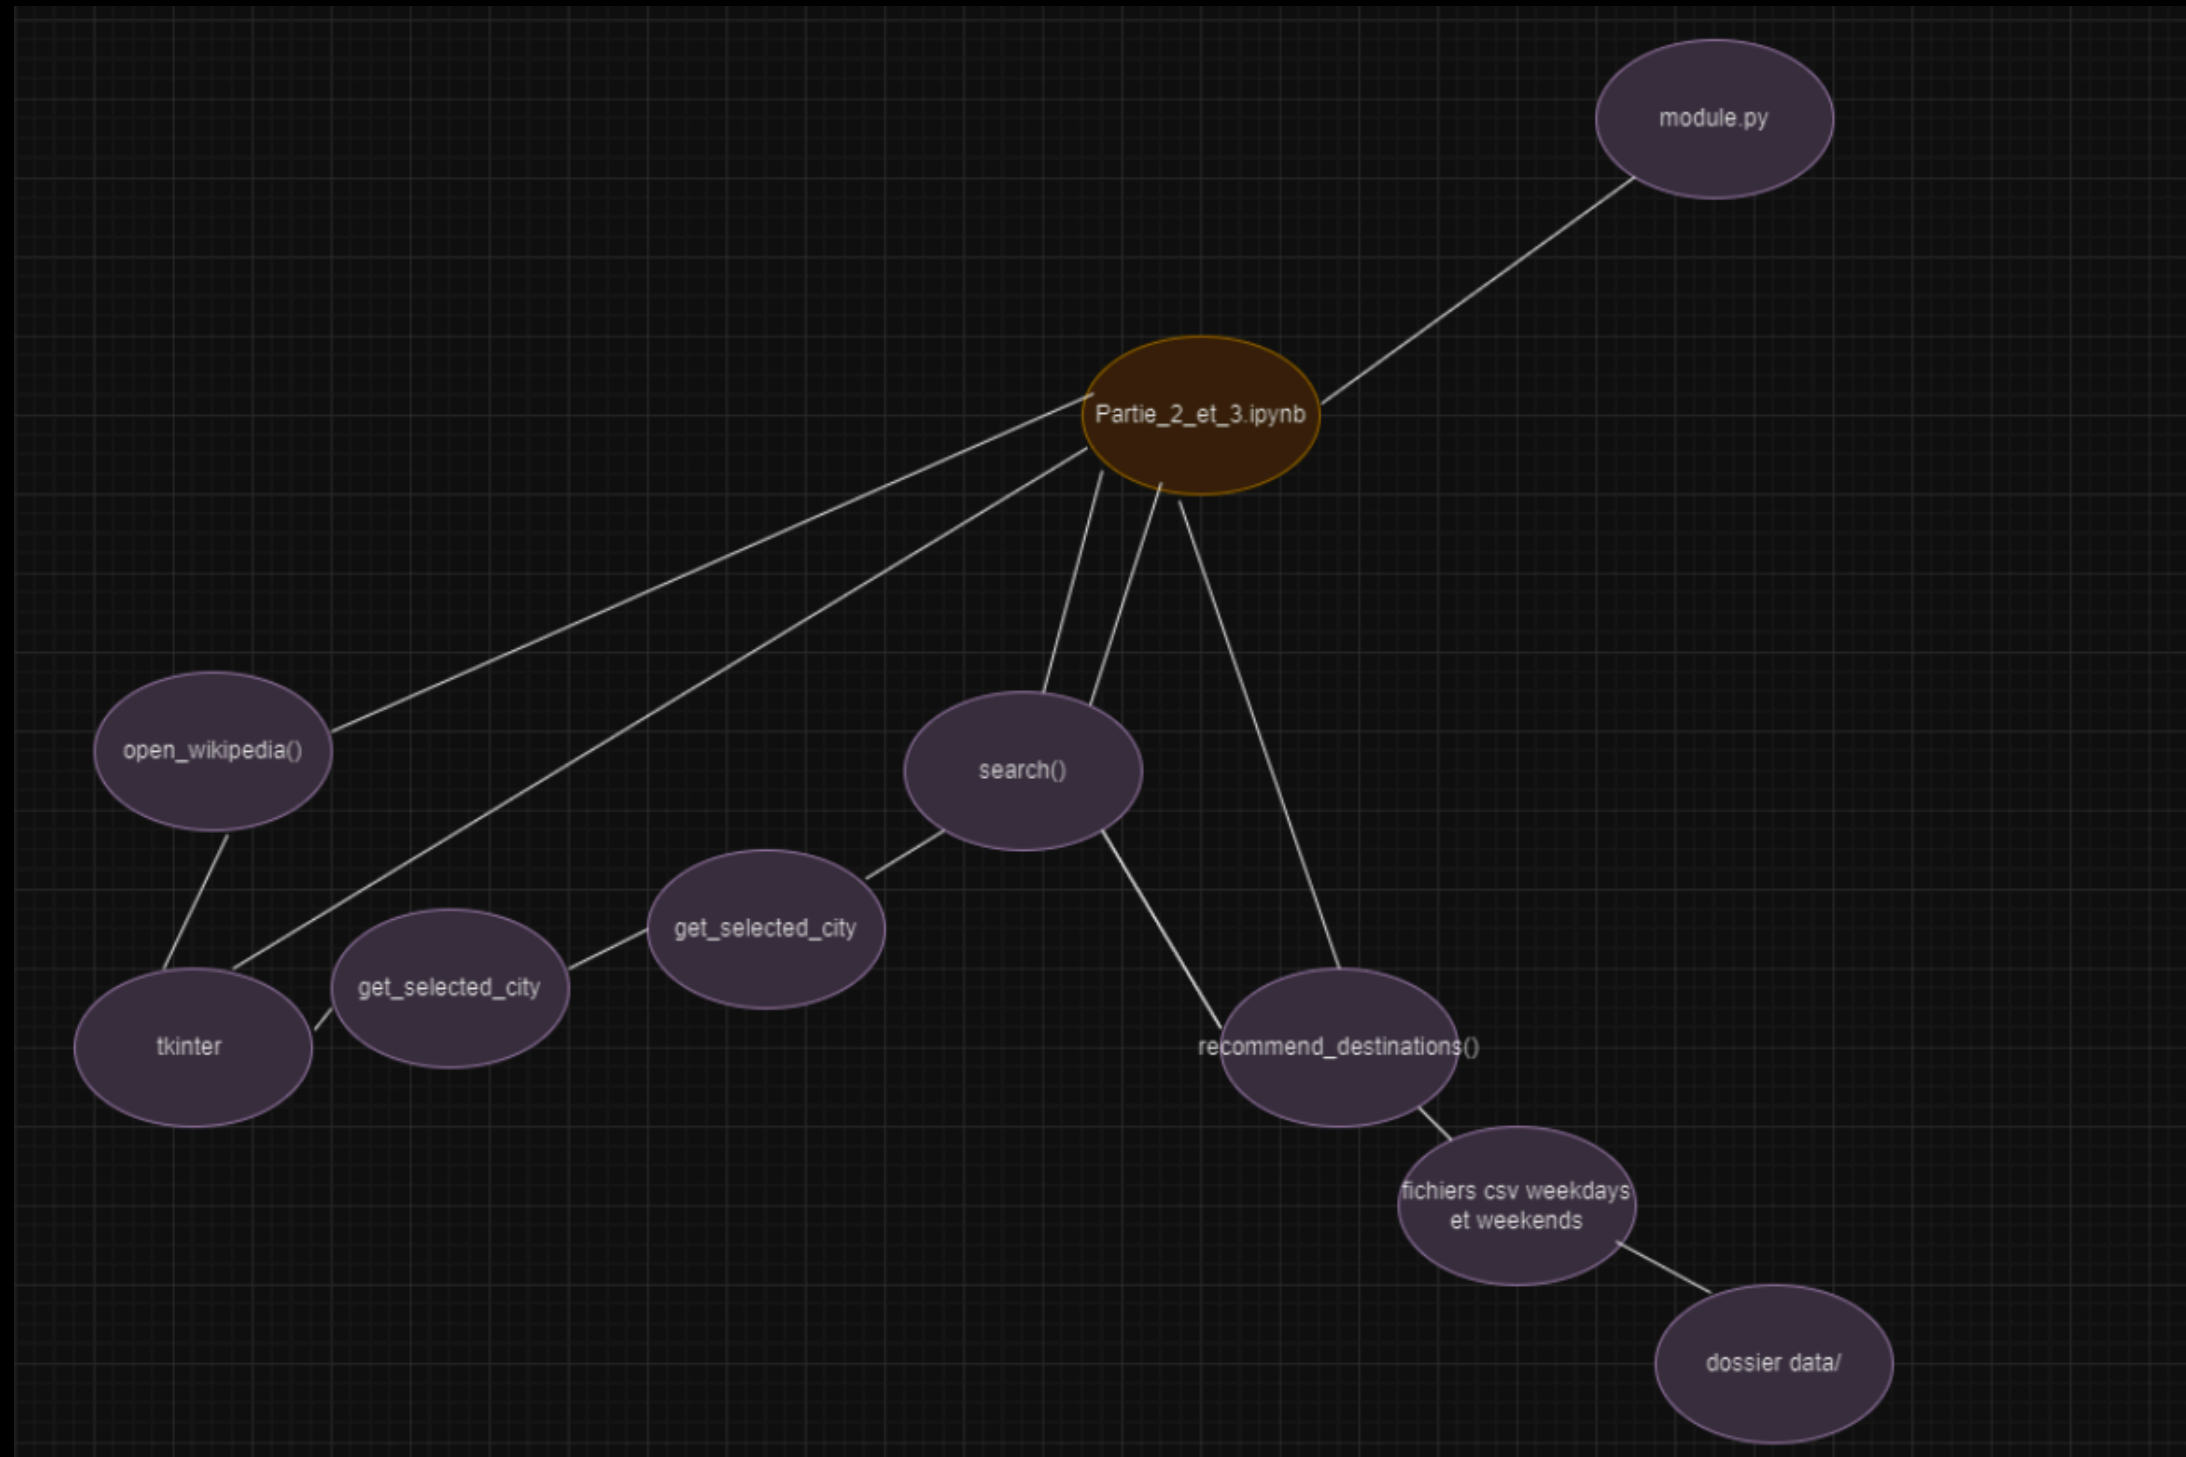 module.py
Partie_2_et_3.ipynb
open_wikipedia()
search()
get_selected_city
get_selected_city
tkinter
recommend_destinations()
fichiers csv weekdays
et weekends
dossier data/